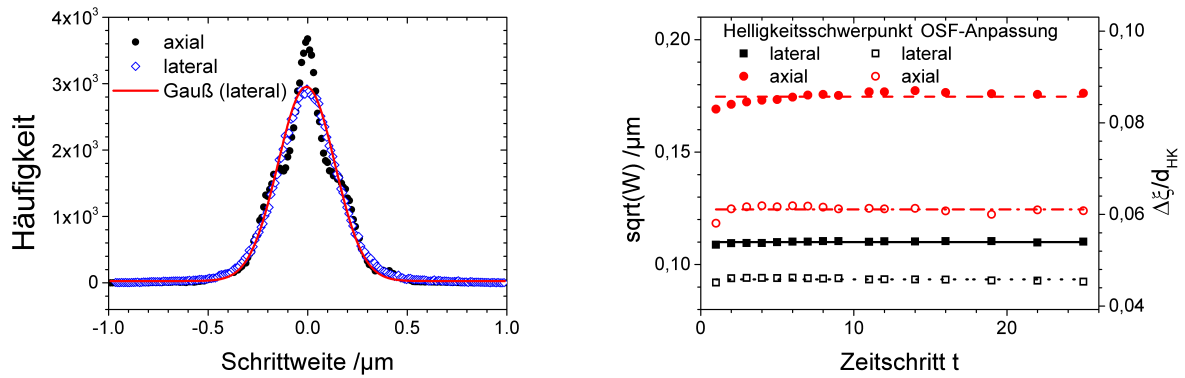 4x10³
3x10³
2x10³
1x10³
0
Häufigkeit
axial
lateral
Gauß (lateral)
-1.0 -0.5 0.0 0.5 1.0
Schrittweite /µm
0,20
0,15
0,10
sqrt(W) /µm
Helligkeitsschwerpunkt OSF-Anpassung
lateral lateral
axial axial
0 10 20
Zeitschritt t
0,10
0,08
0,06
0,04
Δξ/d_HK